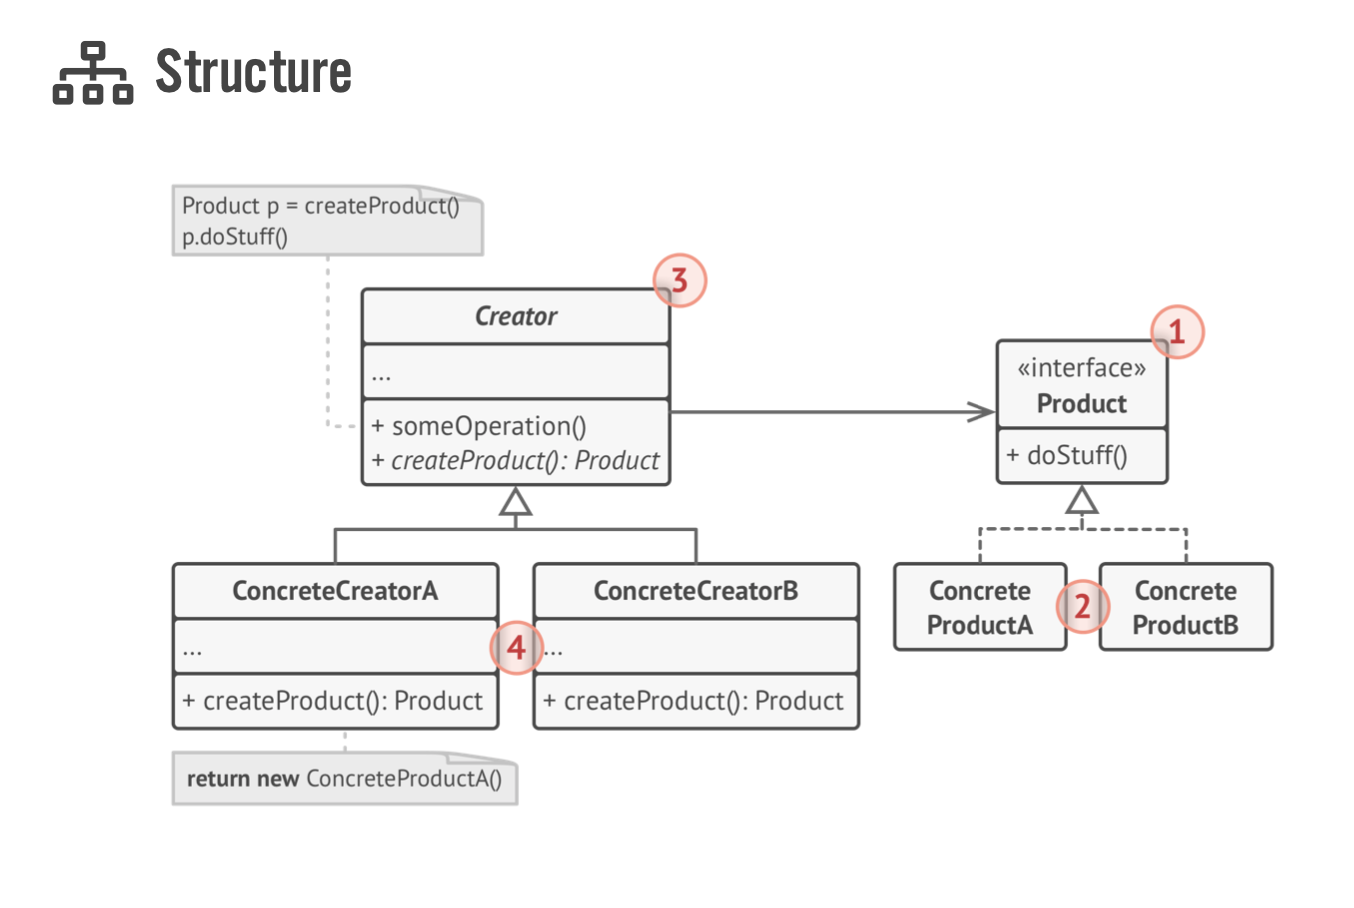 Structure
Product p = createProduct()
p.doStuff()
3
Creator
...
+ someOperation()
+ createProduct(): Product
1
«interface»
Product
+ doStuff()
ConcreteCreatorA
...
+ createProduct(): Product
4
ConcreteCreatorB
...
+ createProduct(): Product
Concrete
ProductA
2
Concrete
ProductB
return new ConcreteProductA()